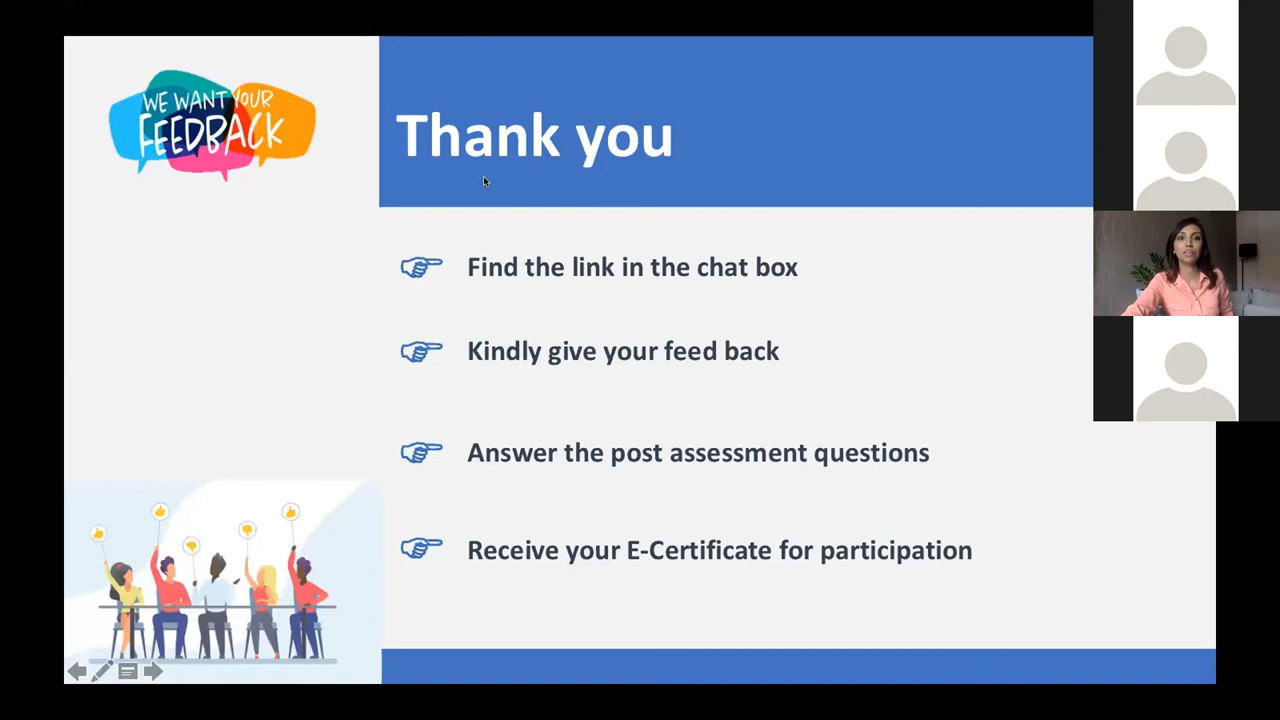 WE WANT YOUR
FEEDBACK
Thank you
Find the link in the chat box
Kindly give your feed back
Answer the post assessment questions
Receive your E-Certificate for participation